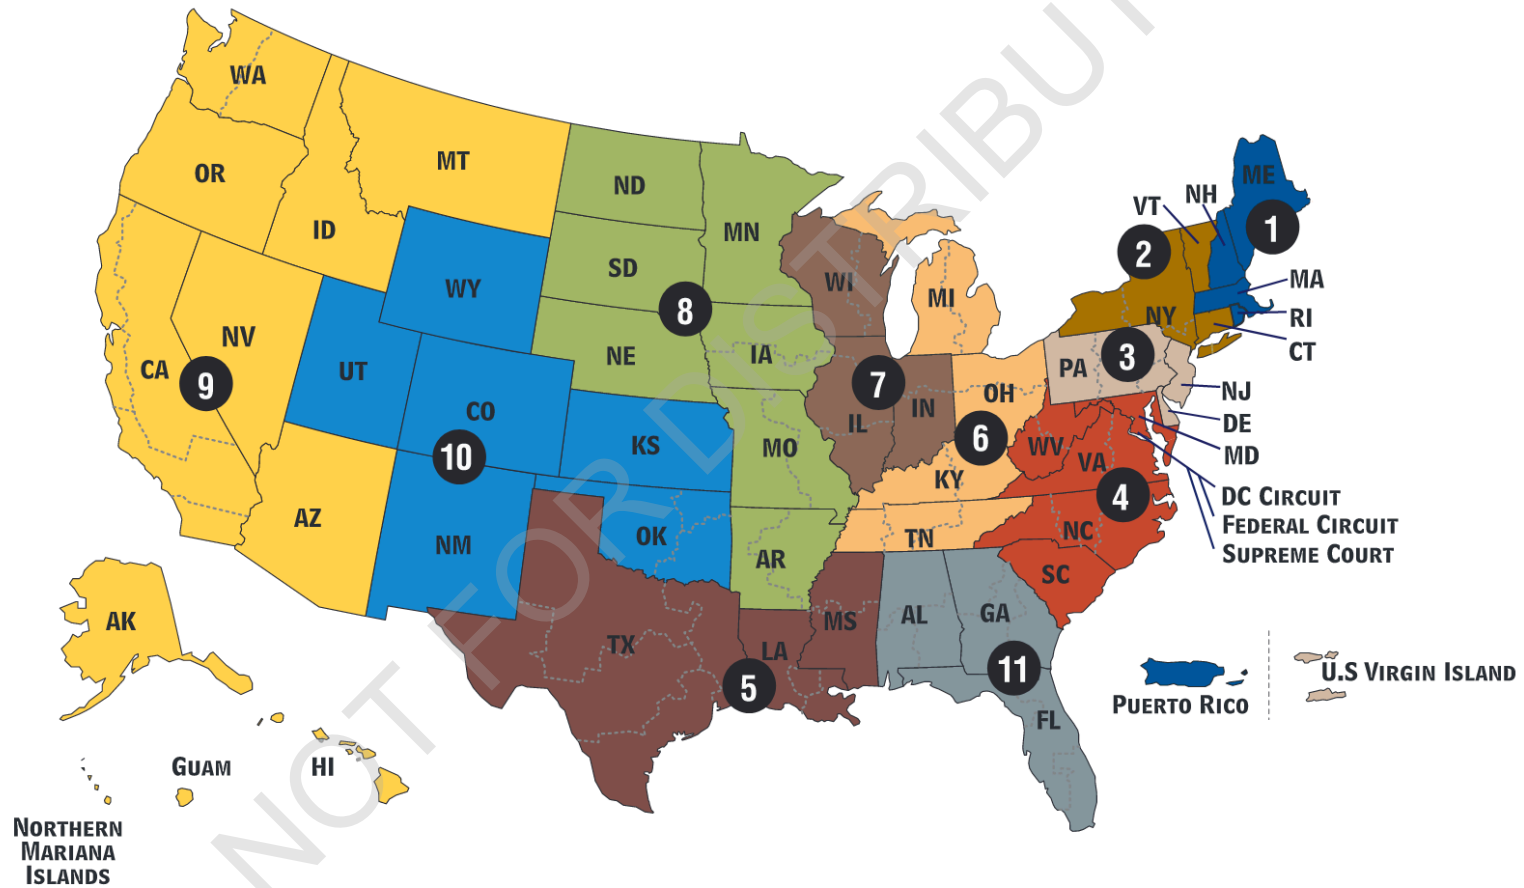 NOT FOR DISTRIBUT
WA
OR
MT
ID
ND
MN
SD
WY
8
NE
IA
WI
MI
VT
NH
ME
1
2
MA
NY
RI
CT
NV
CA
9
UT
CO
10
KS
MO
7
IL
IN
OH
6
PA
3
NJ
DE
MD
WV
VA
4
KY
DC CIRCUIT
FEDERAL CIRCUIT
SUPREME COURT
AZ
NM
OK
AR
TN
NC
SC
AK
TX
LA
5
MS
AL
GA
11
FL
PUERTO RICO
U.S VIRGIN ISLAND
GUAM
HI
NORTHERN
MARIANA
ISLANDS